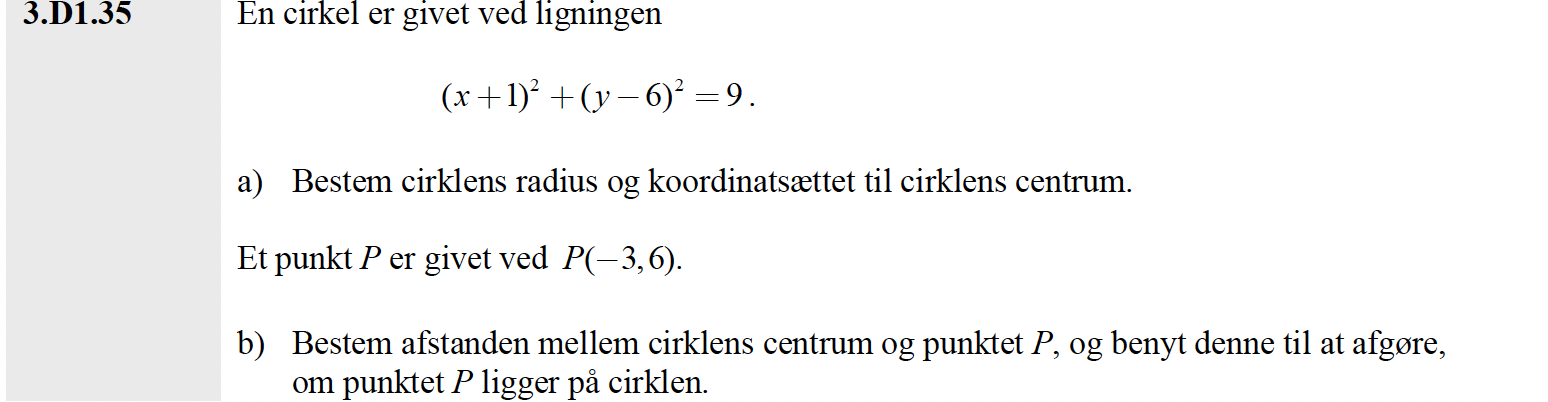 3.D1.35 En cirkel er givet ved ligningen
(x+1)² + (y−6)² = 9.
a) Bestem cirklens radius og koordinatsættet til cirklens centrum.
Et punkt P er givet ved P(−3,6).
b) Bestem afstanden mellem cirklens centrum og punktet P, og benyt denne til at afgøre,
om punktet P ligger på cirklen.